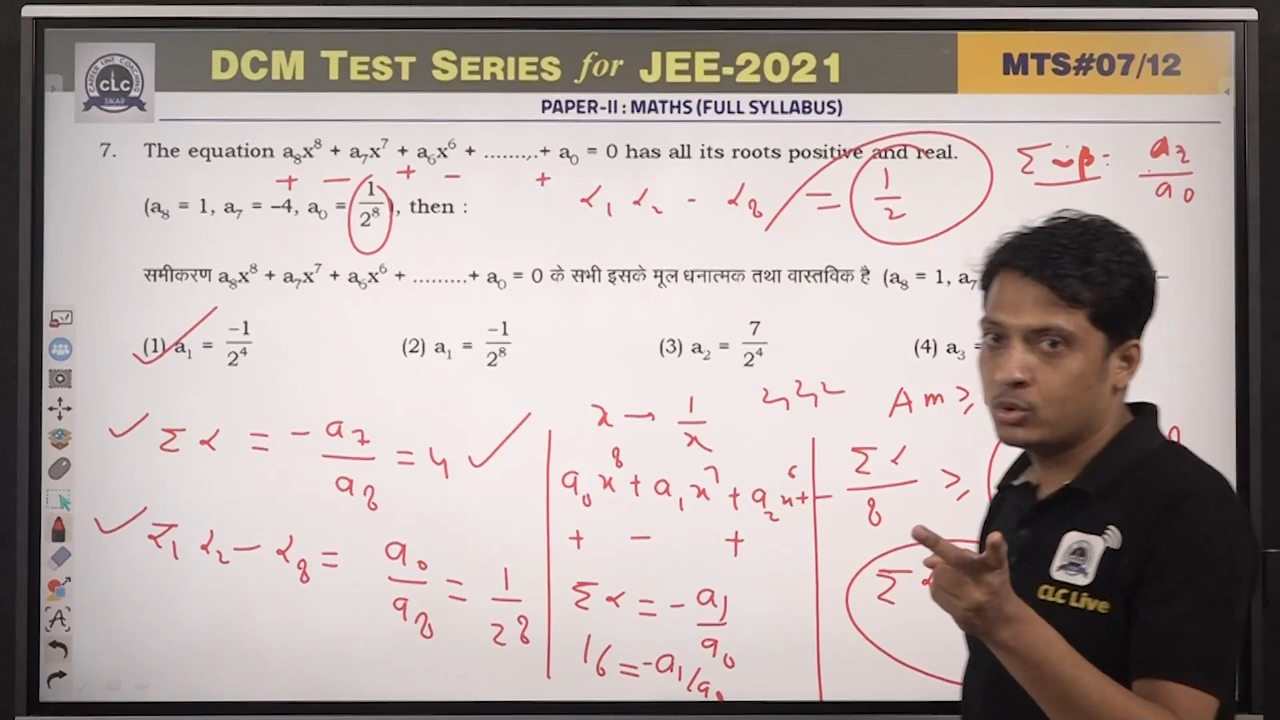 DCM TEST SERIES for JEE-2021
MTS#07/12
CLC
PAPER-II : MATHS (FULL SYLLABUS)
7. The equation a₈x⁸ + a₇x⁷ + a₆x⁶ + ........,.+ a₀ = 0 has all its roots positive and real.
+ − + − +
(a₈ = 1, a₇ = –4, a₀ = 1/2⁸), then :
α₁ α₂ - α₈ = 1/2
Σ αβ = a₂/a₀
समीकरण a₈x⁸ + a₇x⁷ + a₆x⁶ + .........+ a₀ = 0 के सभी इसके मूल धनात्मक तथा वास्तविक है (a₈ = 1, a₇
(1) a₁ = –1/2⁴ (2) a₁ = –1/2⁸ (3) a₂ = 7/2⁴ (4) a₃ =
Σα = - a₇/a₈ = 4
α₁ α₂ - α₈ = a₀/a₈ = 1/2⁸
x → 1/x
a₀x⁸ + a₁x⁷ + a₂x⁶ +
+ − +
Σα = - a₁/a₀
16 = -a₁/a₀
Am ≥
Σα/8 ≥
Σ
CLC Live